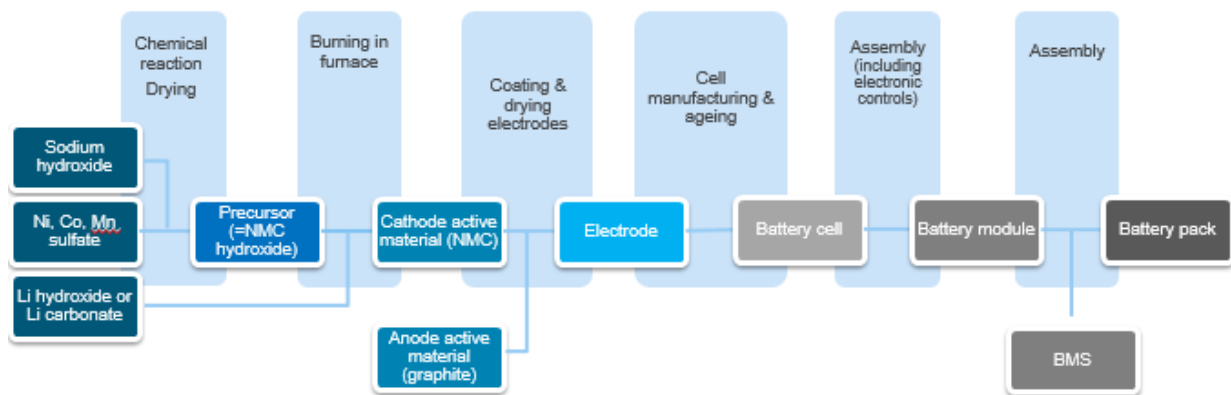 Chemical
reaction
Drying
Burning in
furnace
Coating &
drying
electrodes
Cell
manufacturing &
ageing
Assembly
(including
electronic
controls)
Assembly
Sodium
hydroxide
Ni, Co, Mn
sulfate
Li hydroxide or
Li carbonate
Precursor
(=NMC
hydroxide)
Cathode active
material (NMC)
Anode active
material
(graphite)
Electrode
Battery cell
Battery module
BMS
Battery pack